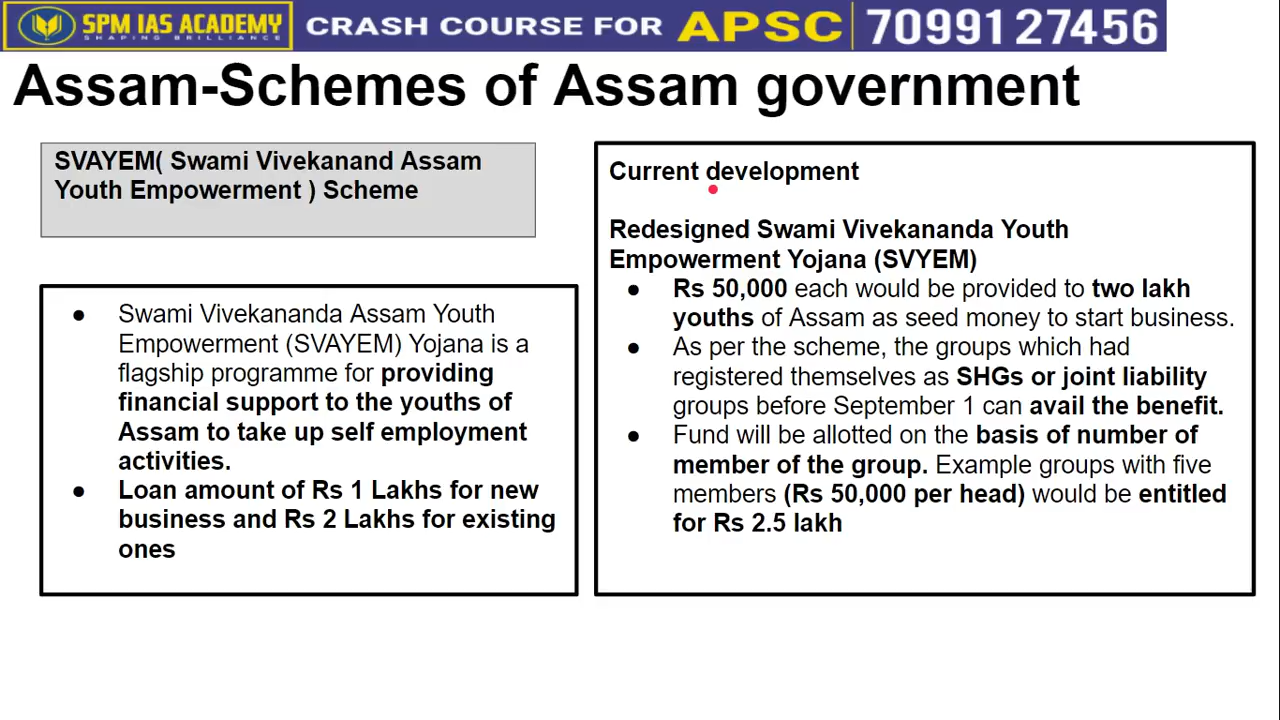 SPM IAS ACADEMY
SHAPING BRILLIANCE
CRASH COURSE FOR APSC 70991 27456
Assam-Schemes of Assam government
SVAYEM( Swami Vivekanand Assam
Youth Empowerment ) Scheme
● Swami Vivekananda Assam Youth
Empowerment (SVAYEM) Yojana is a
flagship programme for providing
financial support to the youths of
Assam to take up self employment
activities.
● Loan amount of Rs 1 Lakhs for new
business and Rs 2 Lakhs for existing
ones
Current development
Redesigned Swami Vivekananda Youth
Empowerment Yojana (SVYEM)
● Rs 50,000 each would be provided to two lakh
youths of Assam as seed money to start business.
● As per the scheme, the groups which had
registered themselves as SHGs or joint liability
groups before September 1 can avail the benefit.
● Fund will be allotted on the basis of number of
member of the group. Example groups with five
members (Rs 50,000 per head) would be entitled
for Rs 2.5 lakh